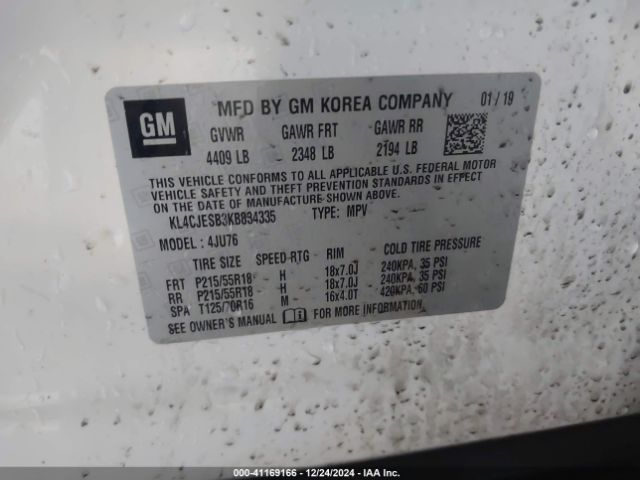 GM
MFD BY GM KOREA COMPANY 01 / 19
GVWR GAWR FRT GAWR RR
4409 LB 2348 LB 2194 LB
THIS VEHICLE CONFORMS TO ALL APPLICABLE U.S. FEDERAL MOTOR
VEHICLE SAFETY AND THEFT PREVENTION STANDARDS IN EFFECT
ON THE DATE OF MANUFACTURE SHOWN ABOVE.
KL4CJESB3KB894335 TYPE: MPV
MODEL: 4JU76
TIRE SIZE SPEED RTG RIM COLD TIRE PRESSURE
FRT P215/55R18 H 18x7.0J 240KPA, 35 PSI
RR P215/55R18 H 18x7.0J 240KPA, 35 PSI
SPA T125/70R16 M 16x4.0T 420KPA, 60 PSI
SEE OWNER'S MANUAL FOR MORE INFORMATION.
000-41169166 • 12/24/2024 • IAA Inc.